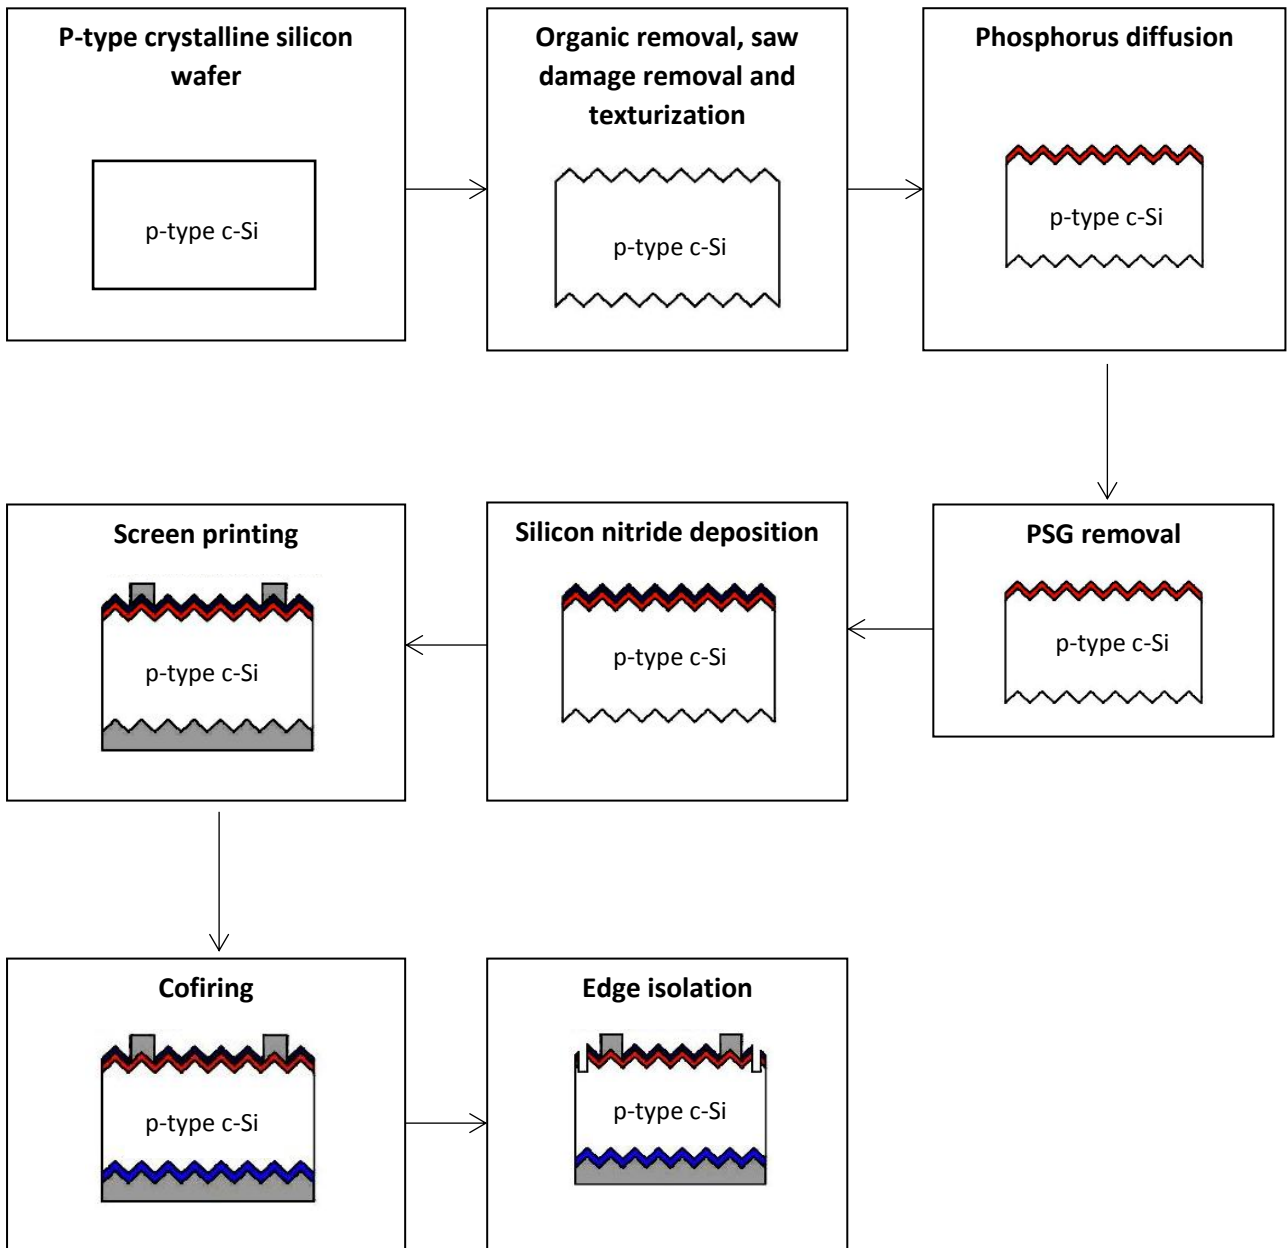 P-type crystalline silicon
wafer
p-type c-Si
Organic removal, saw
damage removal and
texturization
p-type c-Si
Phosphorus diffusion
p-type c-Si
PSG removal
p-type c-Si
Silicon nitride deposition
p-type c-Si
Screen printing
p-type c-Si
Cofiring
p-type c-Si
Edge isolation
p-type c-Si